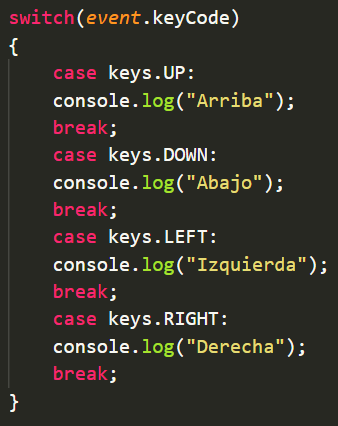 switch(event.keyCode)
{
    case keys.UP:
    console.log("Arriba");
    break;
    case keys.DOWN:
    console.log("Abajo");
    break;
    case keys.LEFT:
    console.log("Izquierda");
    break;
    case keys.RIGHT:
    console.log("Derecha");
    break;
}